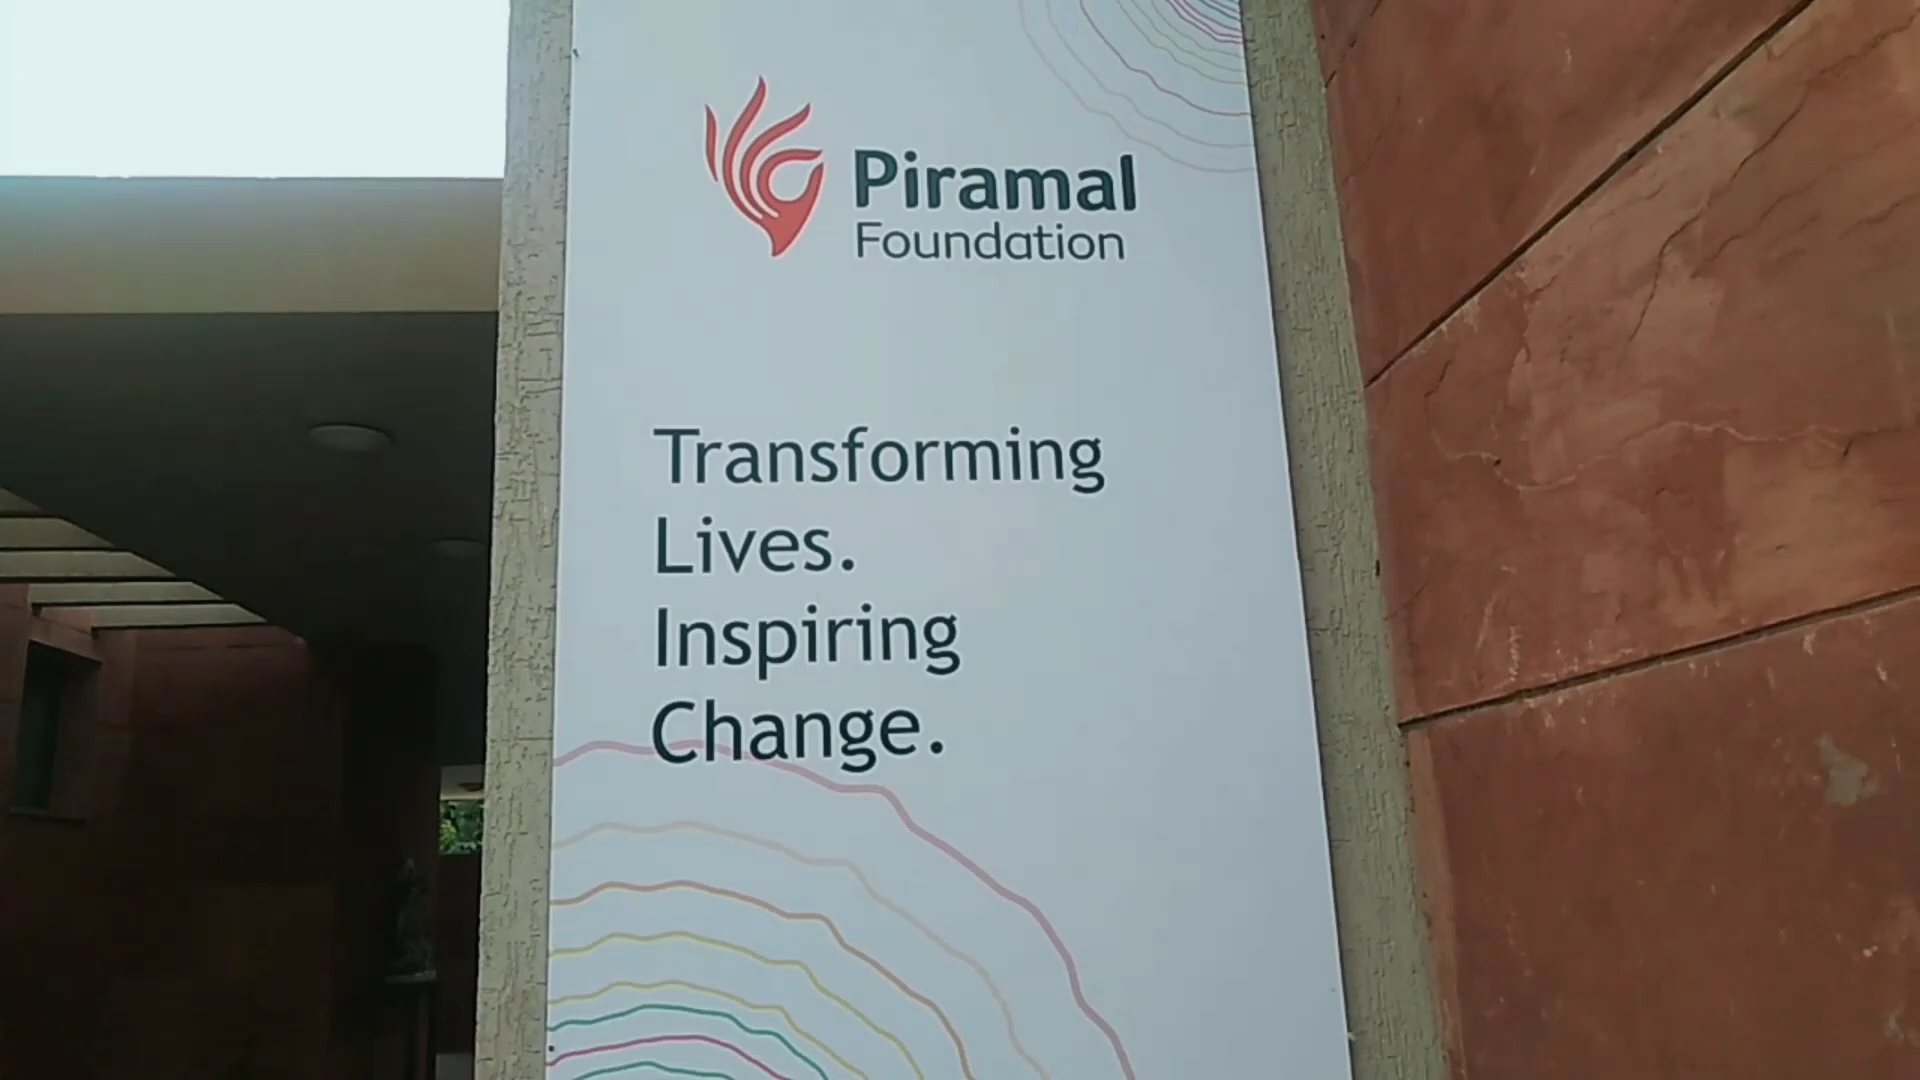 Piramal
Foundation
Transforming
Lives.
Inspiring
Change.